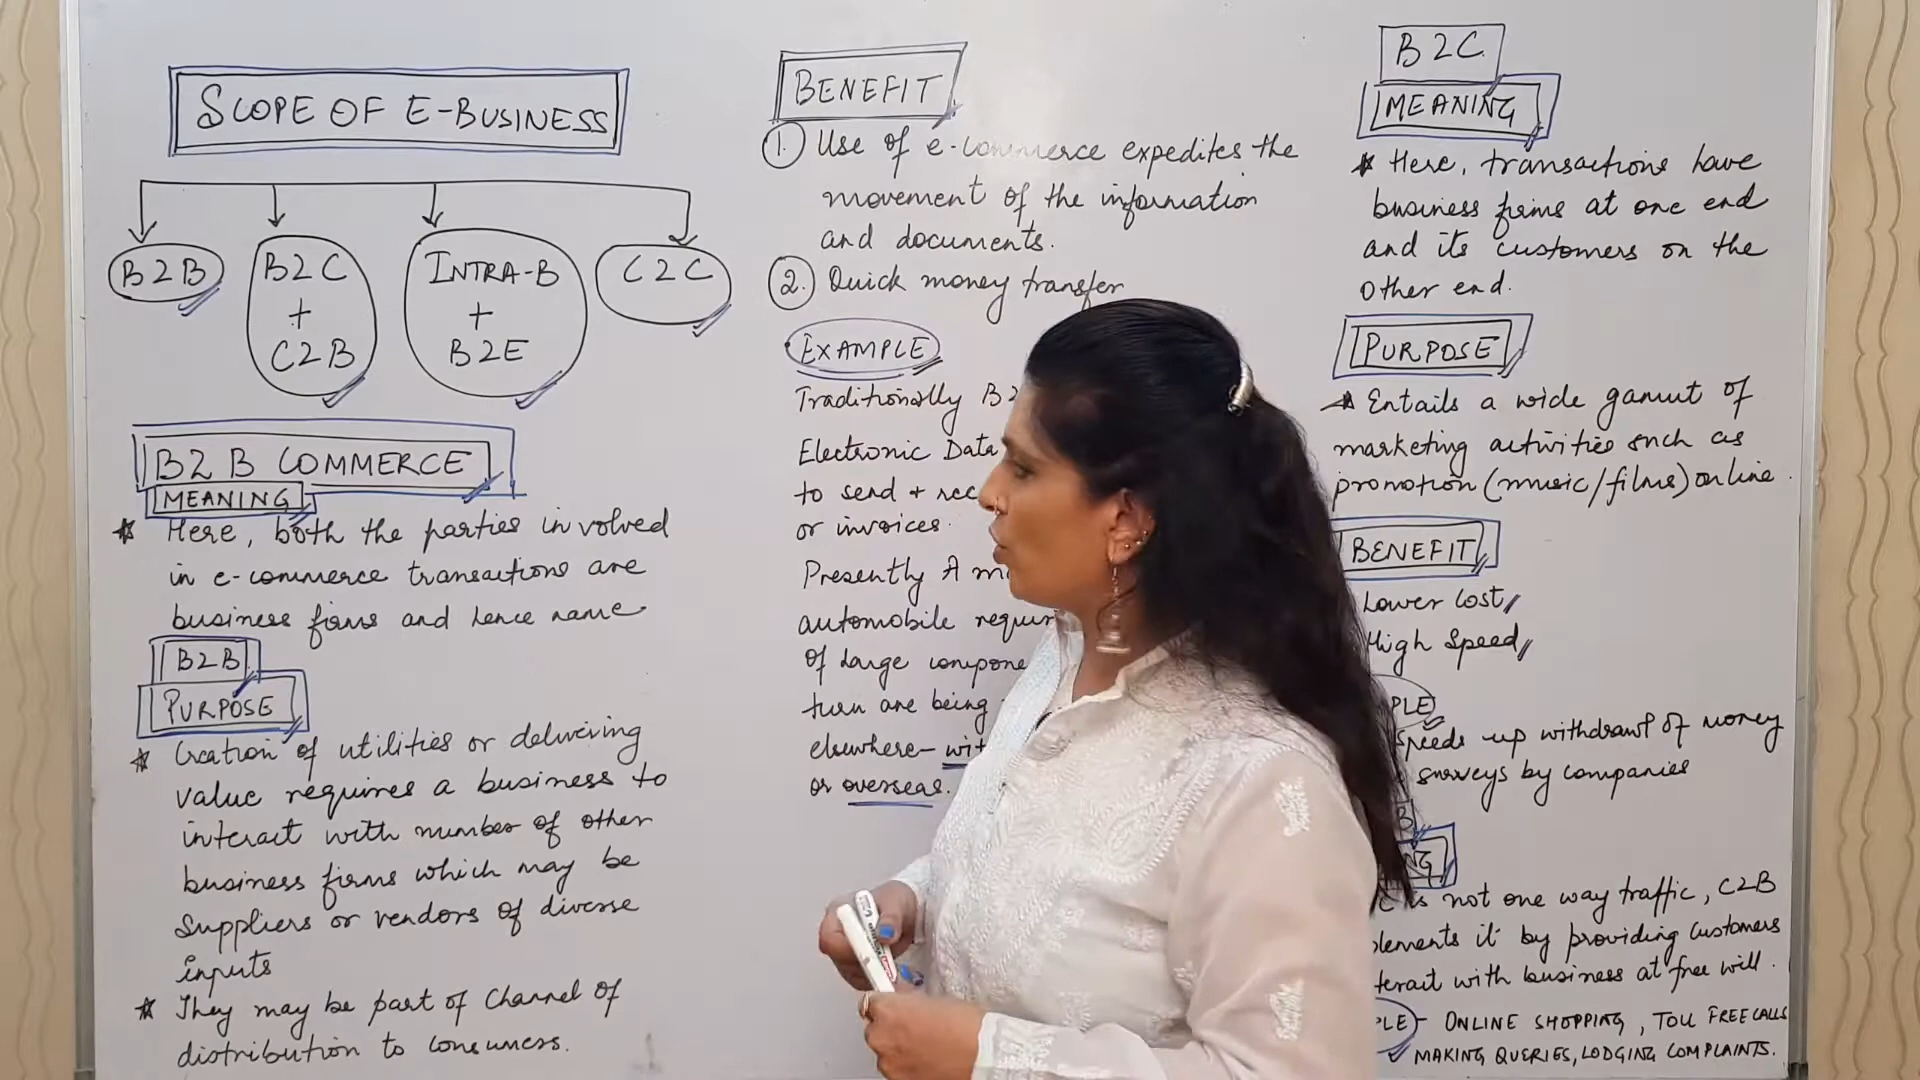 SCOPE OF E-BUSINESS
B2B
B2C
+
C2B
INTRA-B
+
B2E
C2C
B2B COMMERCE
MEANING
Here, both the parties involved
in e-commerce transactions are
business firms and hence name
B2B
PURPOSE
Creation of utilities or delivering
value requires a business to
interact with number of other
business firms which may be
Suppliers or vendors of diverse
inputs
They may be part of Channel of
distribution to consumers.
BENEFIT
1. Use of e-commerce expedites the
movement of the information
and documents.
2. Quick money transfer
EXAMPLE
Traditionally
Electronic Data
to send +
or invoices.
Presently A
automobile
of large
turn are being
elsewhere-
or overseas.
B2C
MEANING
Here, transactions have
business firms at one end
and its customers on the
other end.
PURPOSE
Entails a wide gamut of
marketing activities such as
promotion (music/films) online.
BENEFIT
Lower Cost
High Speed
Speeds up withdrawl of money
surveys by companies
is not one way traffic, C2B
it by providing customers
with business at free will.
- ONLINE SHOPPING, TOLL FREE CALLS
MAKING QUERIES, LODGING COMPLAINTS.